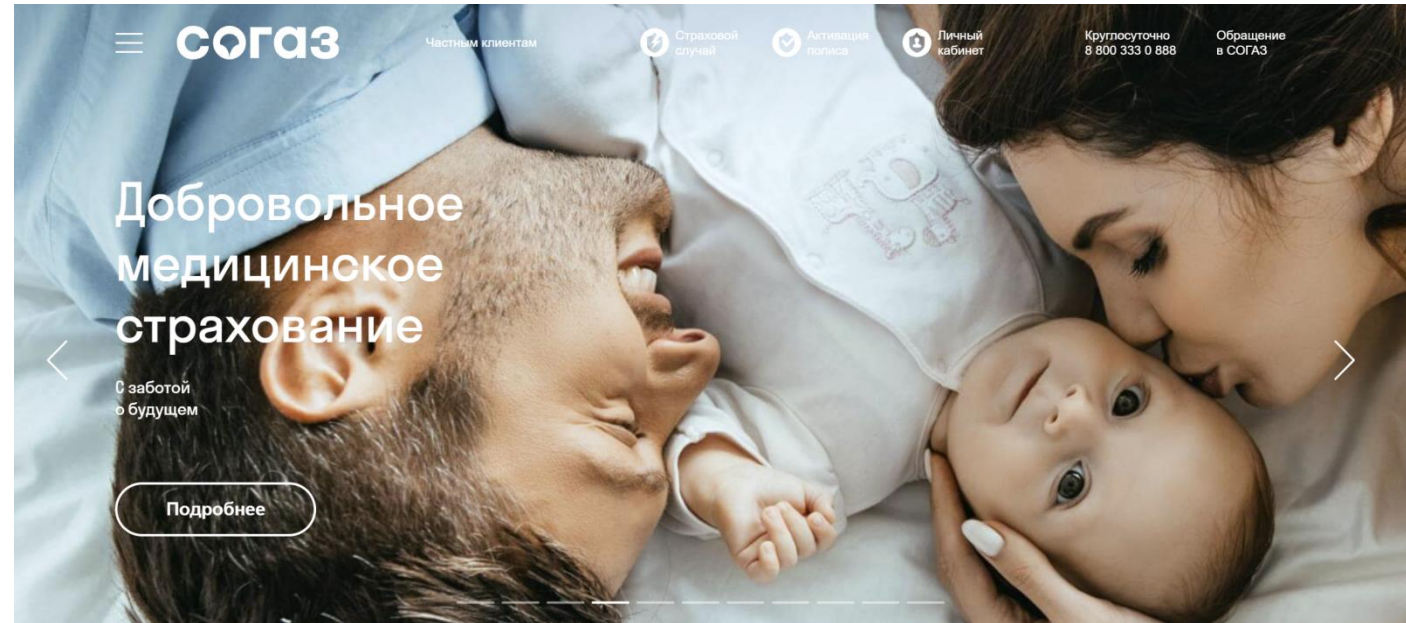 согаз
Частным клиентам
Страховой
случай
Активация
полиса
Личный
кабинет
Круглосуточно
8 800 333 0 888
Обращение
в СОГАЗ
Добровольное
медицинское
страхование
С заботой
о будущем
Подробнее